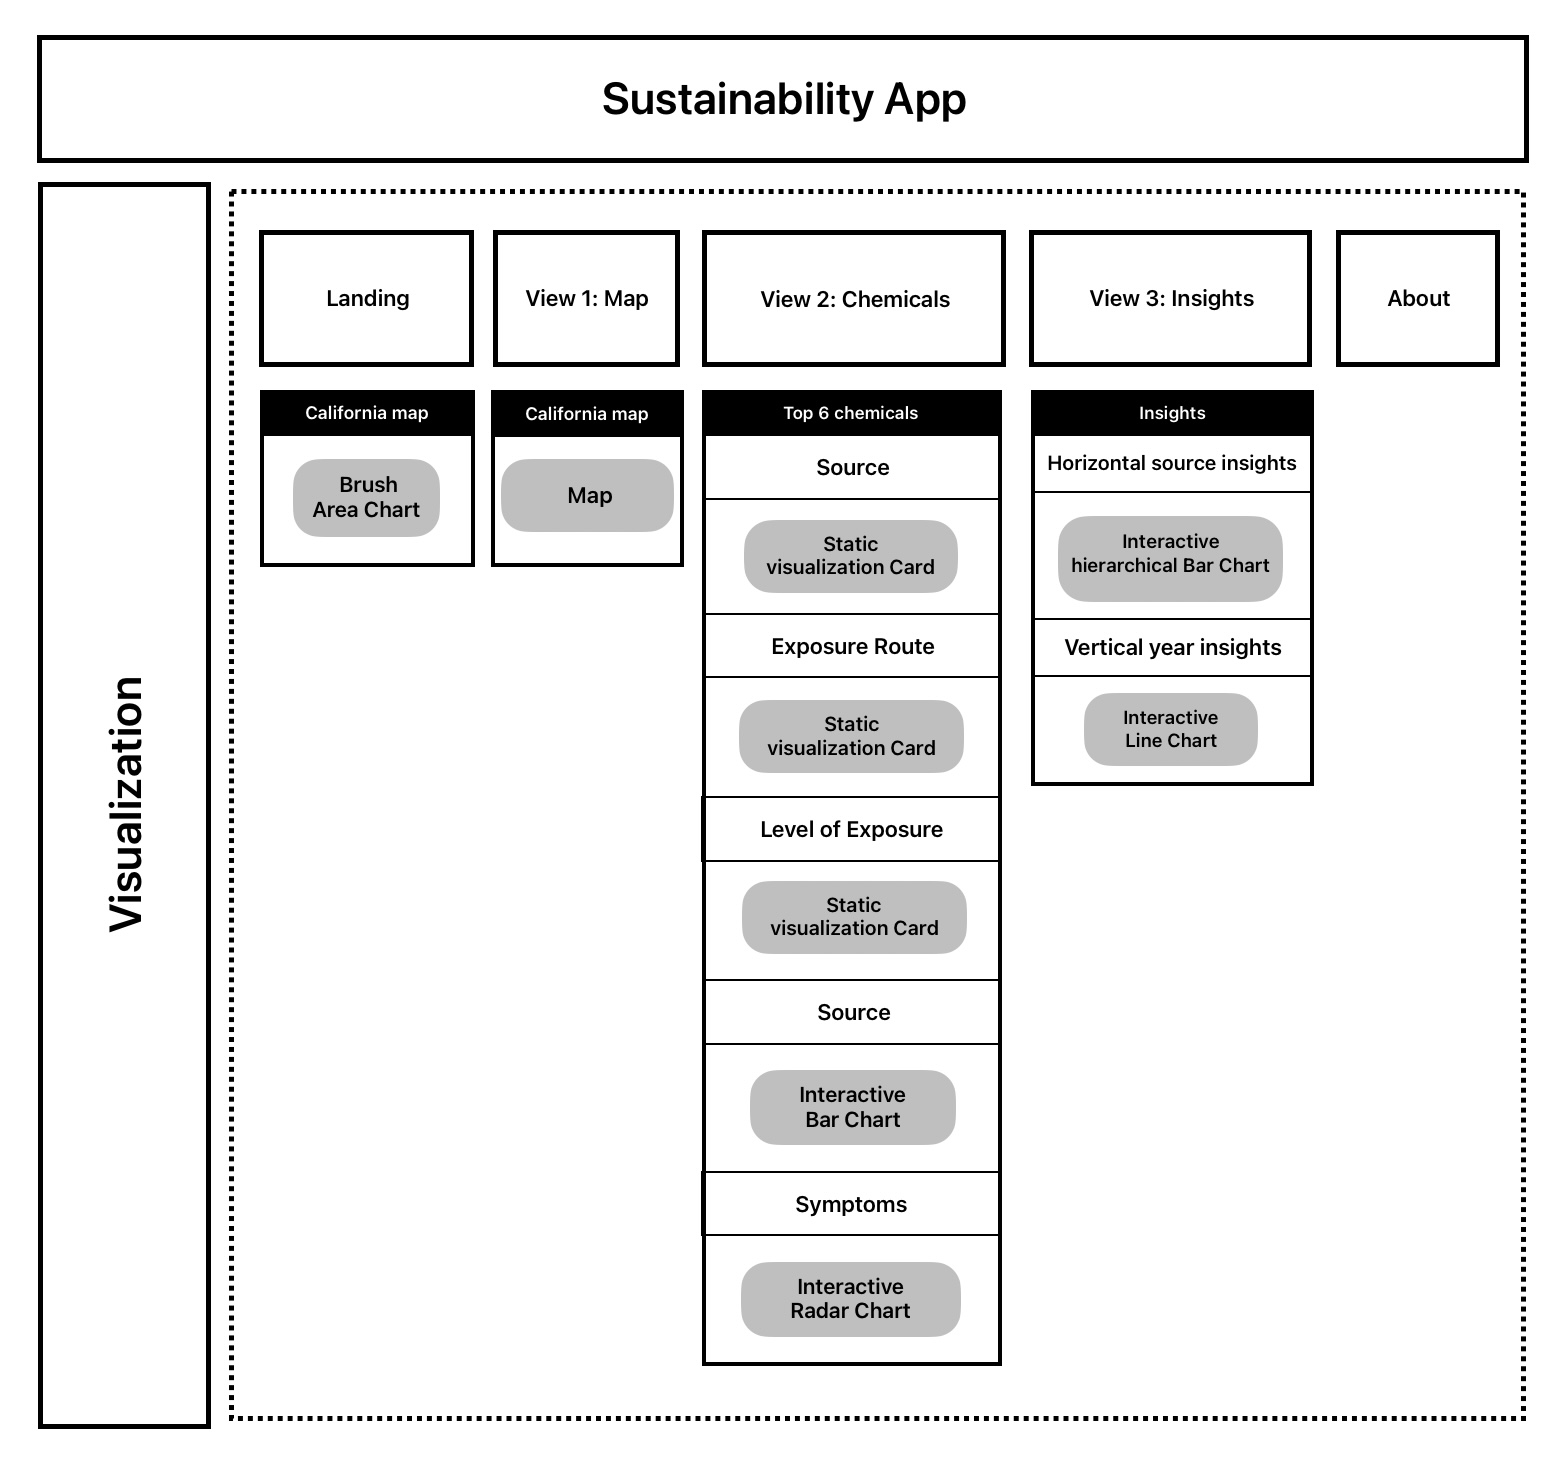 Sustainability App
Visualization
Landing
View 1: Map
View 2: Chemicals
View 3: Insights
About
California map
Brush
Area Chart
California map
Map
Top 6 chemicals
Source
Static
visualization Card
Exposure Route
Static
visualization Card
Level of Exposure
Static
visualization Card
Source
Interactive
Bar Chart
Symptoms
Interactive
Radar Chart
Insights
Horizontal source insights
Interactive
hierarchical Bar Chart
Vertical year insights
Interactive
Line Chart